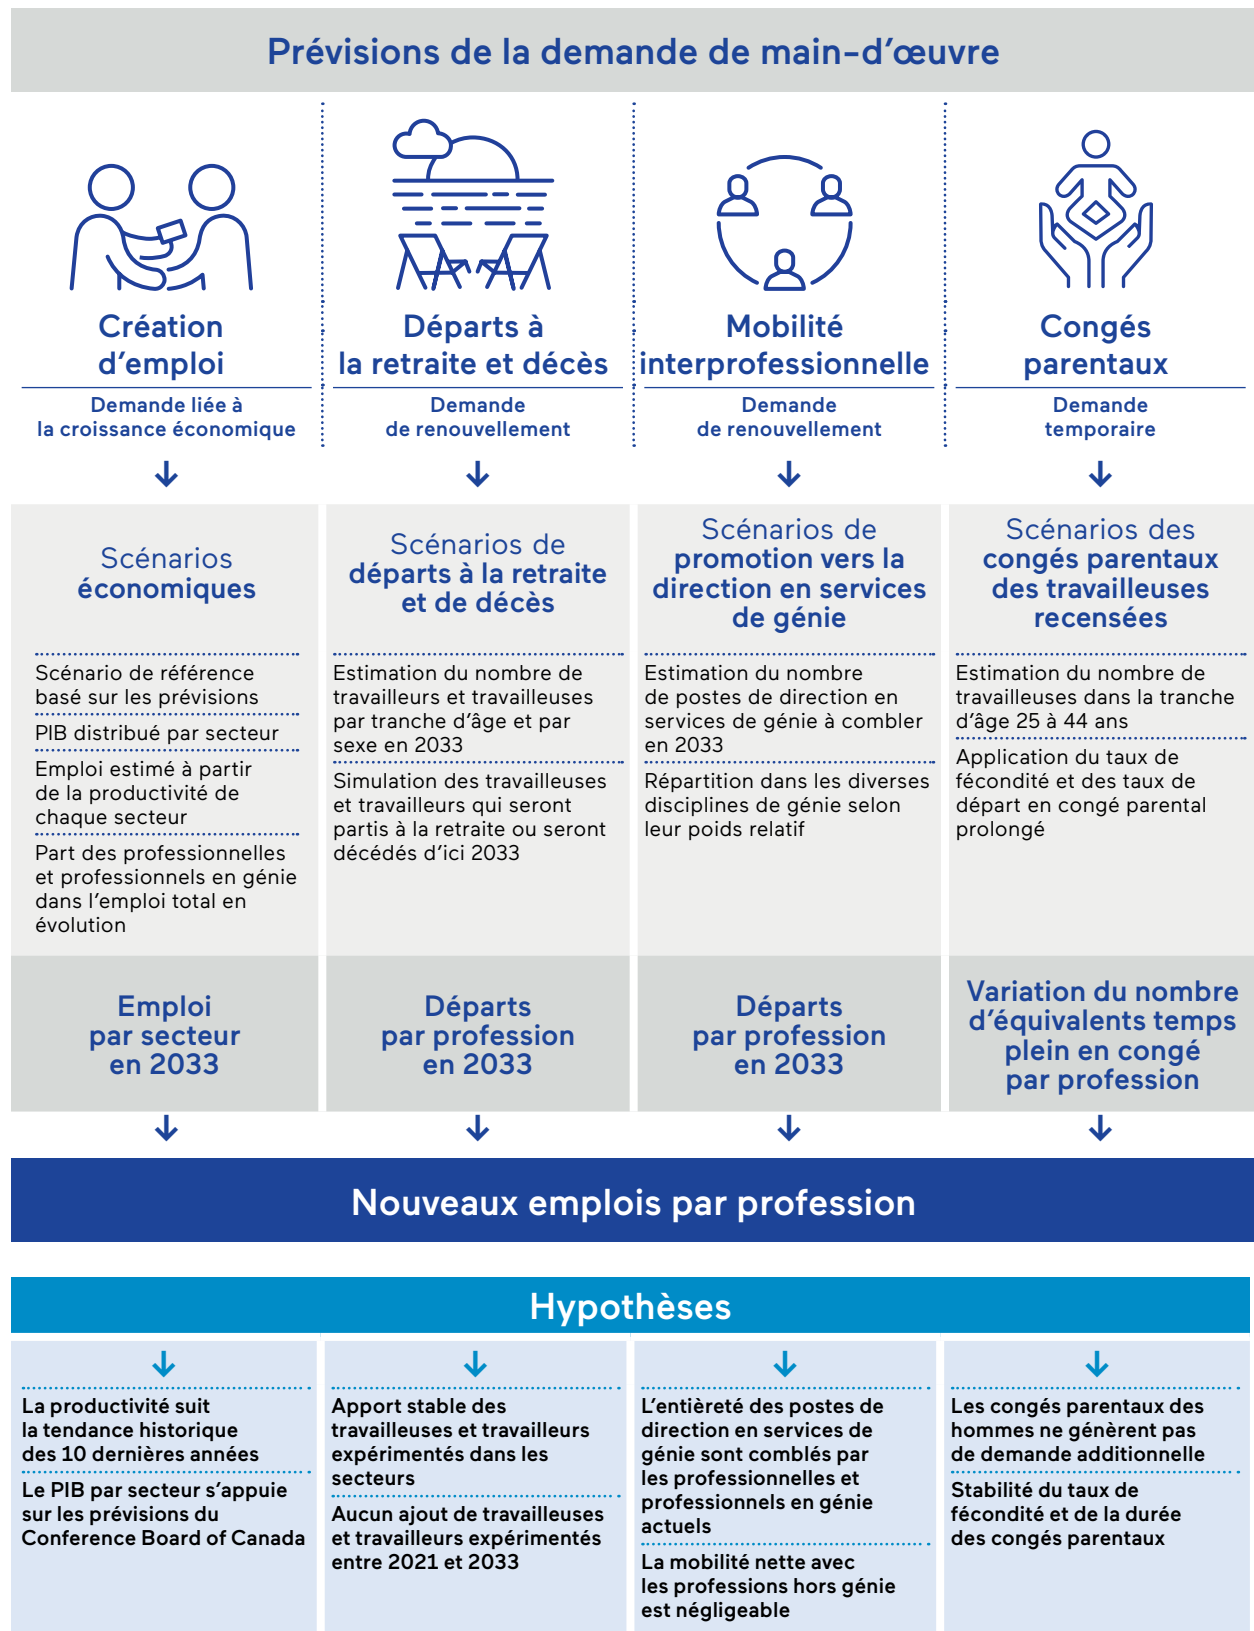 Prévisions de la demande de main-d’œuvre
Création
d’emploi
Demande liée à
la croissance économique
Départs à
la retraite et décès
Demande
de renouvellement
Mobilité
interprofessionnelle
Demande
de renouvellement
Congés
parentaux
Demande
temporaire
Scénarios
économiques
Scénario de référence
basé sur les prévisions
PIB distribué par secteur
Emploi estimé à partir
de la productivité de
chaque secteur
Part des professionnelles
et professionnels en génie
dans l’emploi total en
évolution
Scénarios de
départs à la retraite
et de décès
Estimation du nombre de
travailleurs et travailleuses
par tranche d’âge et par
sexe en 2033
Simulation des travailleuses
et travailleurs qui seront
partis à la retraite ou seront
décédés d’ici 2033
Scénarios de
promotion vers la
direction en services
de génie
Estimation du nombre
de postes de direction en
services de génie à combler
en 2033
Répartition dans les diverses
disciplines de génie selon
leur poids relatif
Scénarios des
congés parentaux
des travailleuses
recensées
Estimation du nombre de
travailleuses dans la tranche
d’âge 25 à 44 ans
Application du taux de
fécondité et des taux de
départ en congé parental
prolongé
Emploi
par secteur
en 2033
Départs
par profession
en 2033
Départs
par profession
en 2033
Variation du nombre
d’équivalents temps
plein en congé
par profession
Nouveaux emplois par profession
Hypothèses
La productivité suit
la tendance historique
des 10 dernières années
Le PIB par secteur s’appuie
sur les prévisions du
Conference Board of Canada
Apport stable des
travailleuses et travailleurs
expérimentés dans les
secteurs
Aucun ajout de travailleuses
et travailleurs expérimentés
entre 2021 et 2033
L’entièreté des postes de
direction en services de
génie sont comblés par
les professionnelles et
professionnels en génie
actuels
La mobilité nette avec
les professions hors génie
est négligeable
Les congés parentaux des
hommes ne génèrent pas
de demande additionnelle
Stabilité du taux de
fécondité et de la durée
des congés parentaux